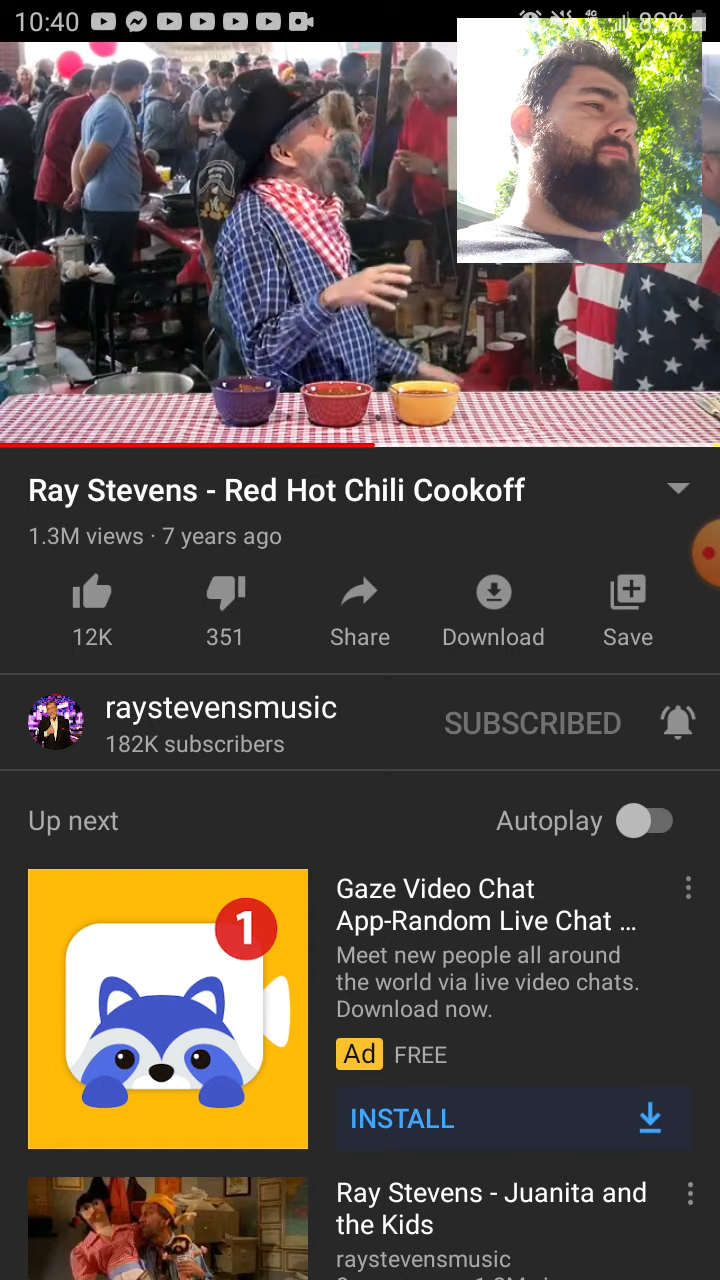 10:40
4G
82%
Ray Stevens - Red Hot Chili Cookoff
1.3M views · 7 years ago
12K
351
Share
Download
Save
raystevensmusic
182K subscribers
SUBSCRIBED
Up next
Autoplay
1
Gaze Video Chat
App-Random Live Chat ...
Meet new people all around
the world via live video chats.
Download now.
Ad FREE
INSTALL
Ray Stevens - Juanita and
the Kids
raystevensmusic